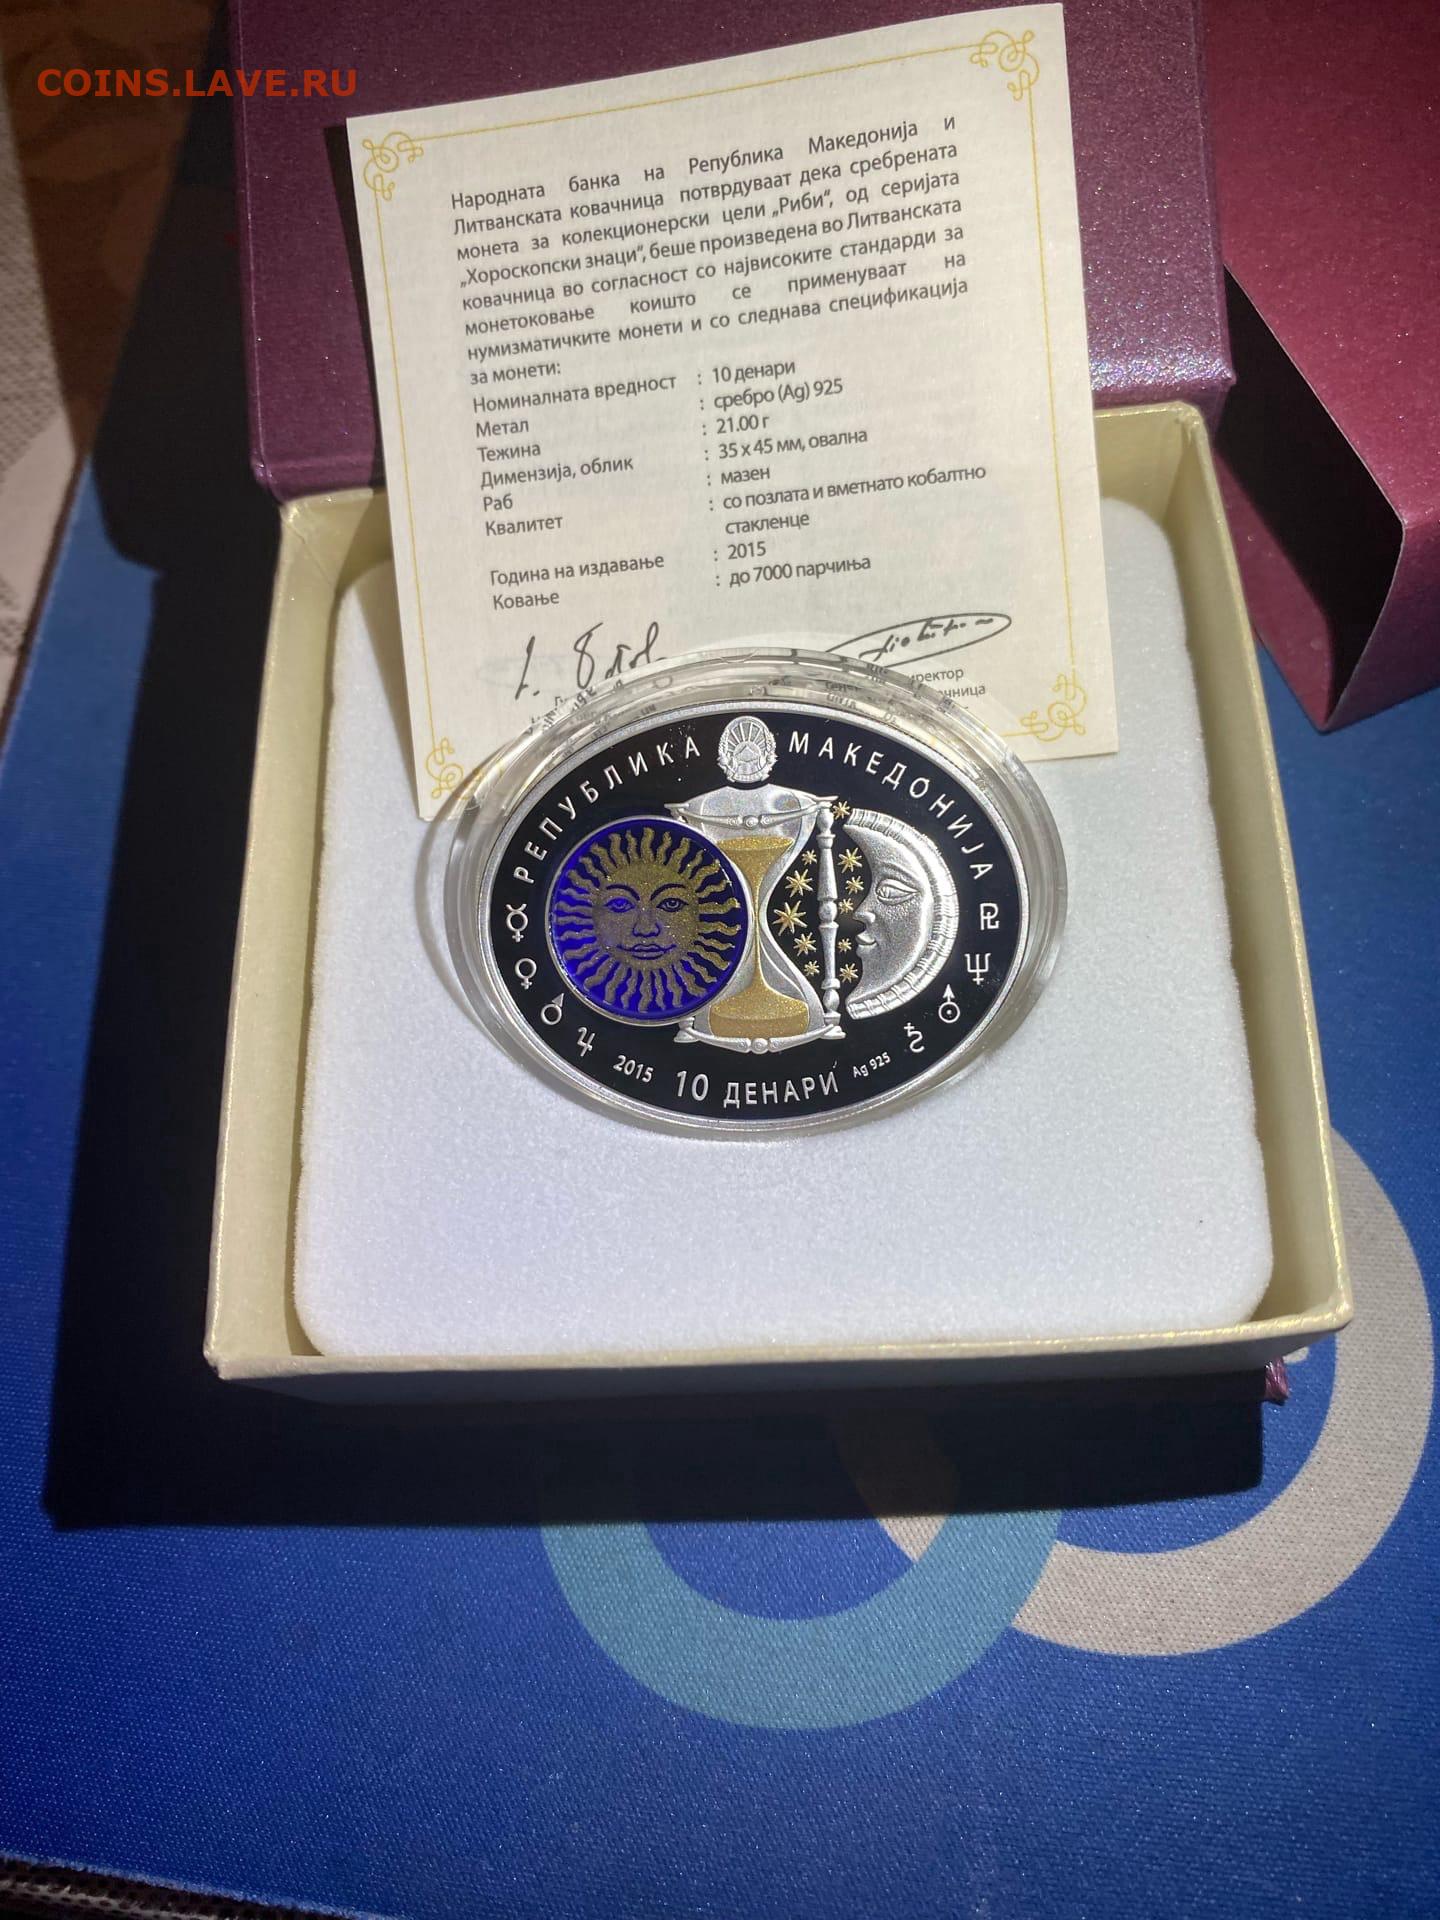 COINS.LAVE.RU
Народната банка на Република Македонија и
Литванската ковачница потврдуваат дека сребрената
монета за колекционерски цели „Риби“, од серијата
„Хороскопски знаци“, беше произведена во Литванската
ковачница во согласност со највисоките стандарди за
монетоковање коишто се применуваат на
нумизматичките монети и со следнава спецификација
за монети:
Номиналната вредност : 10 денари
Метал : сребро (Ag) 925
Тежина : 21.00 г
Димензија, облик : 35 x 45 мм, овална
Раб : мазен
Квалитет : со позлата и вметнато кобалтно
стакленце
Година на издавање : 2015
Ковање : до 7000 парчиња
РЕПУБЛИКА МАКЕДОНИЈА
2015 10 ДЕНАРИ Ag 925